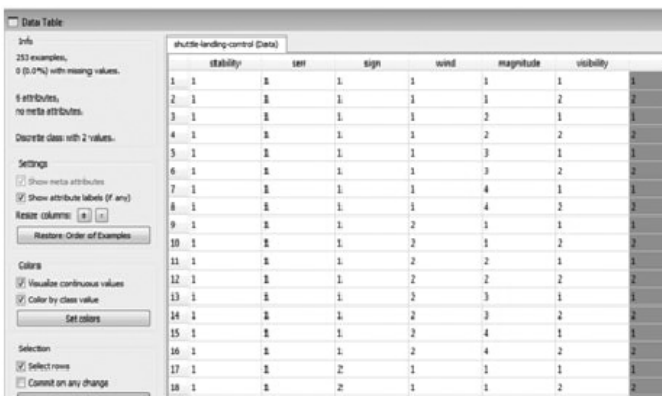 Data Table
Info
253 examples,
0 (0.0%) with missing values.
6 attributes,
no meta attributes.
Discrete class with 2 values.
Settings
Show meta attributes
Show attribute labels (if any)
Resize columns: + -
Restore Order of Examples
Colors
Visualize continuous values
Color by class value
Set colors
Selection
Select rows
Commit on any change
shuttle-landing-control (Data)
stability serr sign wind magnitude visibility
1 1 1 1 1 1 1 1
2 1 1 1 1 1 2 2
3 1 1 1 1 2 1 1
4 1 1 1 1 2 2 2
5 1 1 1 1 3 1 1
6 1 1 1 1 3 2 2
7 1 1 1 1 4 1 1
8 1 1 1 1 4 2 2
9 1 1 1 2 1 1 1
10 1 1 1 2 1 2 2
11 1 1 1 2 2 1 1
12 1 1 1 2 2 2 2
13 1 1 1 2 3 1 1
14 1 1 1 2 3 2 2
15 1 1 1 2 4 1 1
16 1 1 1 2 4 2 2
17 1 1 2 1 1 1 1
18 1 1 2 1 1 2 2